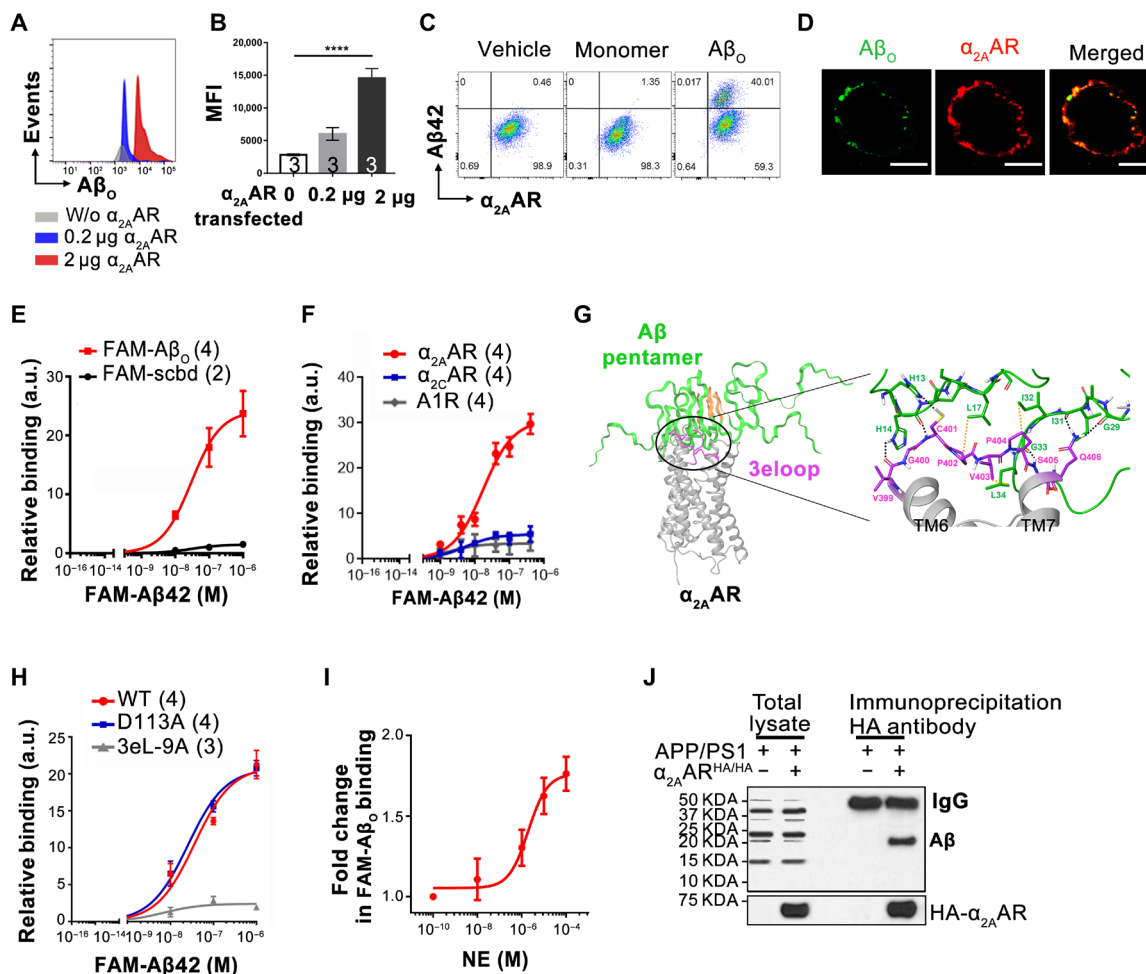 A
Events
10¹ 10² 10³ 10⁴ 10⁵
AβO
W/o α2AAR
0.2 µg α2AAR
2 µg α2AAR
B
MFI
20,000
15,000
10,000
5000
0
****
3 3 3
α2AAR 0 0.2 µg 2 µg
transfected
C
Vehicle Monomer AβO
0 0.46 0 1.35 0.017 40.01
0.69 98.9 0.31 98.3 0.64 59.3
Aβ42
α2AAR
D
AβO α2AAR Merged
E
FAM-AβO (4)
FAM-scbd (2)
Relative binding (a.u.)
30
20
10
0
10⁻¹⁶ 10⁻¹⁴ 10⁻⁹ 10⁻⁸ 10⁻⁷ 10⁻⁶
FAM-Aβ42 (M)
F
α2AAR (4)
α2CAR (4)
A1R (4)
Relative binding (a.u.)
40
30
20
10
0
10⁻¹⁶ 10⁻¹⁴ 10⁻⁹ 10⁻⁸ 10⁻⁷ 10⁻⁶
FAM-Aβ42 (M)
G
Aβ
pentamer
3eloop
α2AAR
H13
L17
I32
I31
G29
H14
C401
P404
G33
G400
P402
S405
Q406
V403
V399
L34
TM6 TM7
H
WT (4)
D113A (4)
3eL-9A (3)
Relative binding (a.u.)
25
20
15
10
5
0
10⁻¹⁶ 10⁻¹⁴ 10⁻⁹ 10⁻⁸ 10⁻⁷ 10⁻⁶
FAM-Aβ42 (M)
I
Fold change
in FAM-AβO binding
2.0
1.5
1.0
10⁻¹⁰ 10⁻⁸ 10⁻⁶ 10⁻⁴
NE (M)
J
Total
lysate
Immunoprecipitation
HA antibody
APP/PS1 + + + +
α2AARHA/HA − + − +
50 KDA
37 KDA
25 KDA
20 KDA
15 KDA
10 KDA
75 KDA
IgG
Aβ
HA-α2AAR